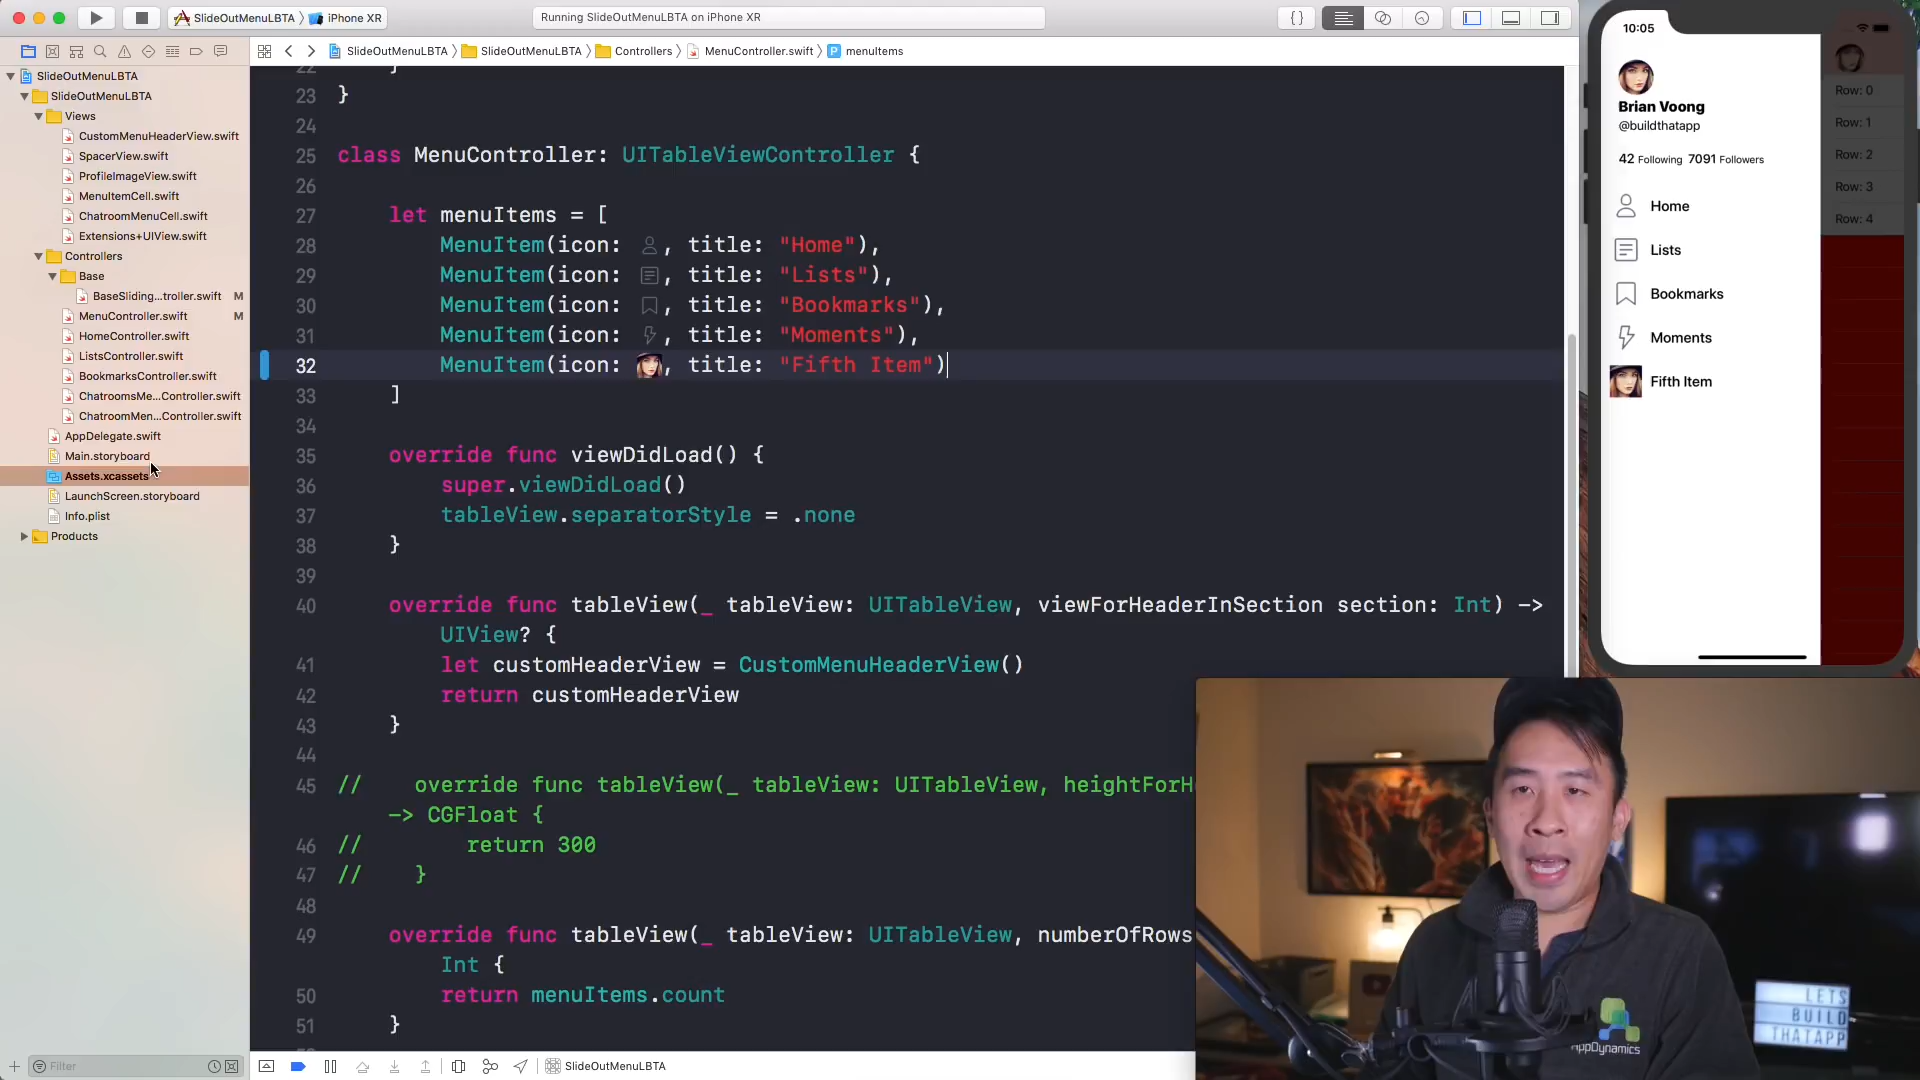 SlideOutMenuLBTA
iPhone XR
Running SlideOutMenuLBTA on iPhone XR
SlideOutMenuLBTA
SlideOutMenuLBTA
Controllers
MenuController.swift
P
menuItems
SlideOutMenuLBTA
SlideOutMenuLBTA
Views
CustomMenuHeaderView.swift
SpacerView.swift
ProfileImageView.swift
MenuItemCell.swift
ChatroomMenuCell.swift
Extensions+UIView.swift
Controllers
Base
BaseSliding...troller.swift M
MenuController.swift M
HomeController.swift
ListsController.swift
BookmarksController.swift
ChatroomsMe...Controller.swift
ChatroomMen...Controller.swift
AppDelegate.swift
Main.storyboard
Assets.xcassets
LaunchScreen.storyboard
Info.plist
Products
Filter
22 }
23 }
24
25 class MenuController: UITableViewController {
26
27 let menuItems = [
28 MenuItem(icon: , title: "Home"),
29 MenuItem(icon: , title: "Lists"),
30 MenuItem(icon: , title: "Bookmarks"),
31 MenuItem(icon: , title: "Moments"),
32 MenuItem(icon: , title: "Fifth Item")
33 ]
34
35 override func viewDidLoad() {
36 super.viewDidLoad()
37 tableView.separatorStyle = .none
38 }
39
40 override func tableView(_ tableView: UITableView, viewForHeaderInSection section: Int) ->
UIView? {
41 let customHeaderView = CustomMenuHeaderView()
42 return customHeaderView
43 }
44
45 // override func tableView(_ tableView: UITableView, heightForH
-> CGFloat {
46 // return 300
47 // }
48
49 override func tableView(_ tableView: UITableView, numberOfRows
Int {
50 return menuItems.count
51 }
SlideOutMenuLBTA
10:05
Brian Voong
@buildthatapp
42 Following 7091 Followers
Home
Lists
Bookmarks
Moments
Fifth Item
Row: 0
Row: 1
Row: 2
Row: 3
Row: 4
AppDynamics
LETS
BUILD
THATAPP